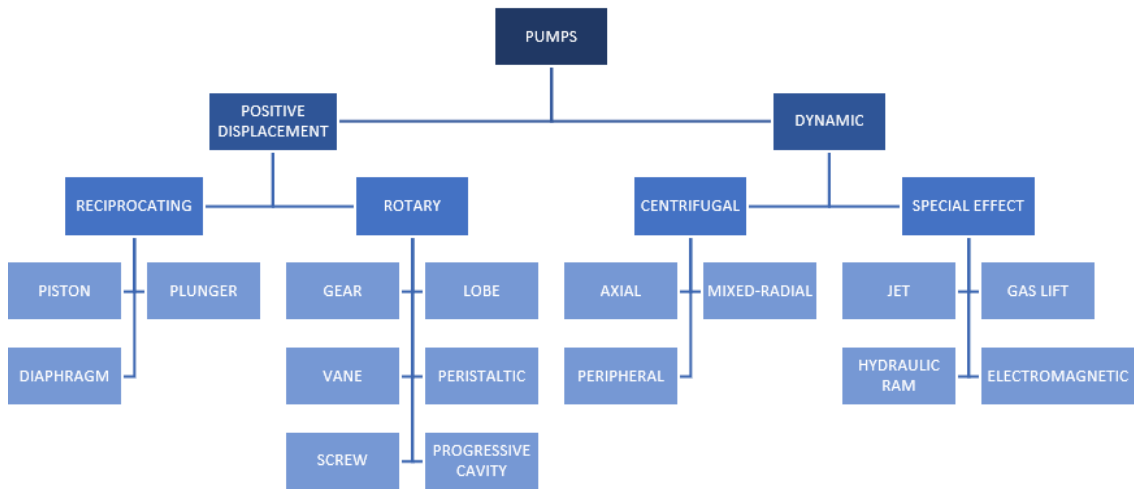 PUMPS
POSITIVE
DISPLACEMENT
DYNAMIC
RECIPROCATING
ROTARY
CENTRIFUGAL
SPECIAL EFFECT
PISTON
PLUNGER
GEAR
LOBE
AXIAL
MIXED-RADIAL
JET
GAS LIFT
DIAPHRAGM
VANE
PERISTALTIC
PERIPHERAL
HYDRAULIC
RAM
ELECTROMAGNETIC
SCREW
PROGRESSIVE
CAVITY